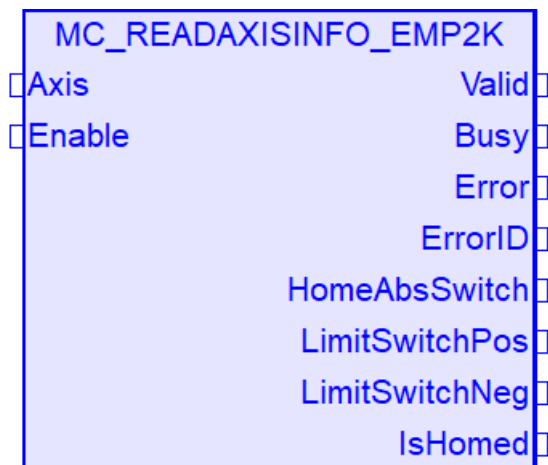 MC_READAXISINFO_EMP2K
Axis Valid
Enable Busy
Error
ErrorID
HomeAbsSwitch
LimitSwitchPos
LimitSwitchNeg
IsHomed